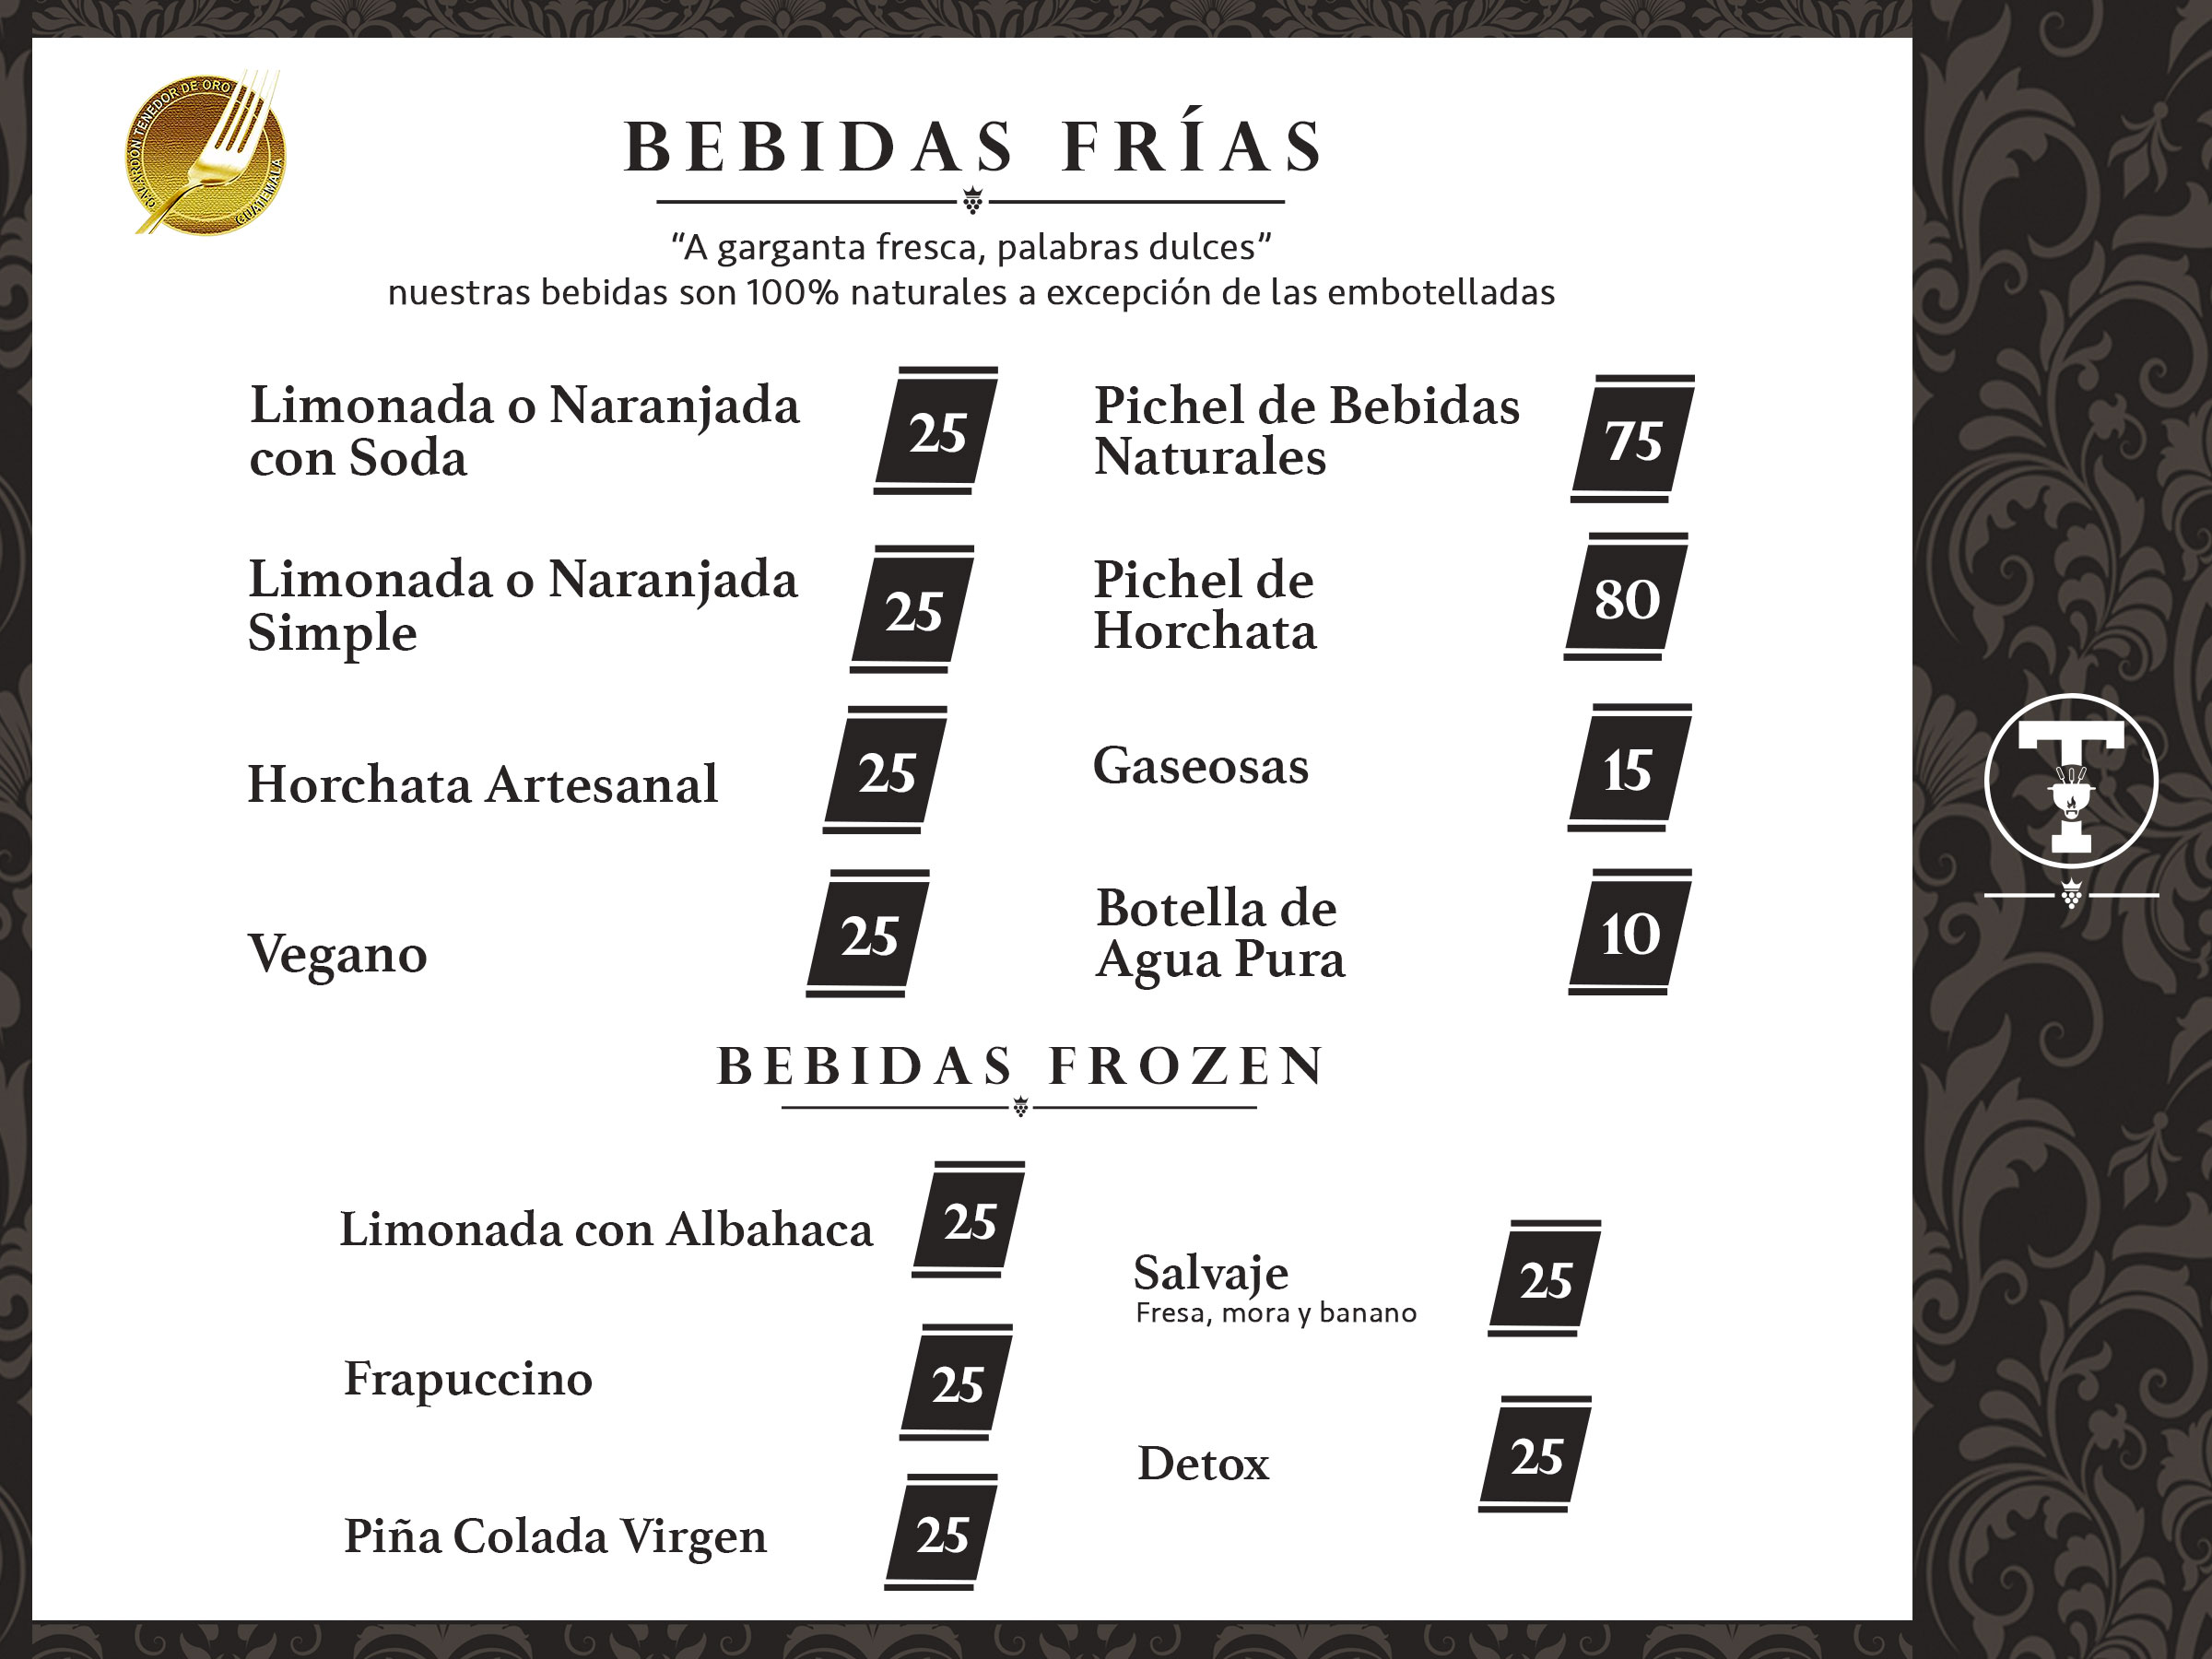 GALARDÓN TENEDOR DE ORO
GUATEMALA
BEBIDAS FRÍAS
“A garganta fresca, palabras dulces”
nuestras bebidas son 100% naturales a excepción de las embotelladas
Limonada o Naranjada
con Soda
25
Limonada o Naranjada
Simple
25
Horchata Artesanal
25
Vegano
25
Pichel de Bebidas
Naturales
75
Pichel de
Horchata
80
Gaseosas
15
Botella de
Agua Pura
10
T
BEBIDAS FROZEN
Limonada con Albahaca
25
Frapuccino
25
Piña Colada Virgen
25
Salvaje
Fresa, mora y banano
25
Detox
25